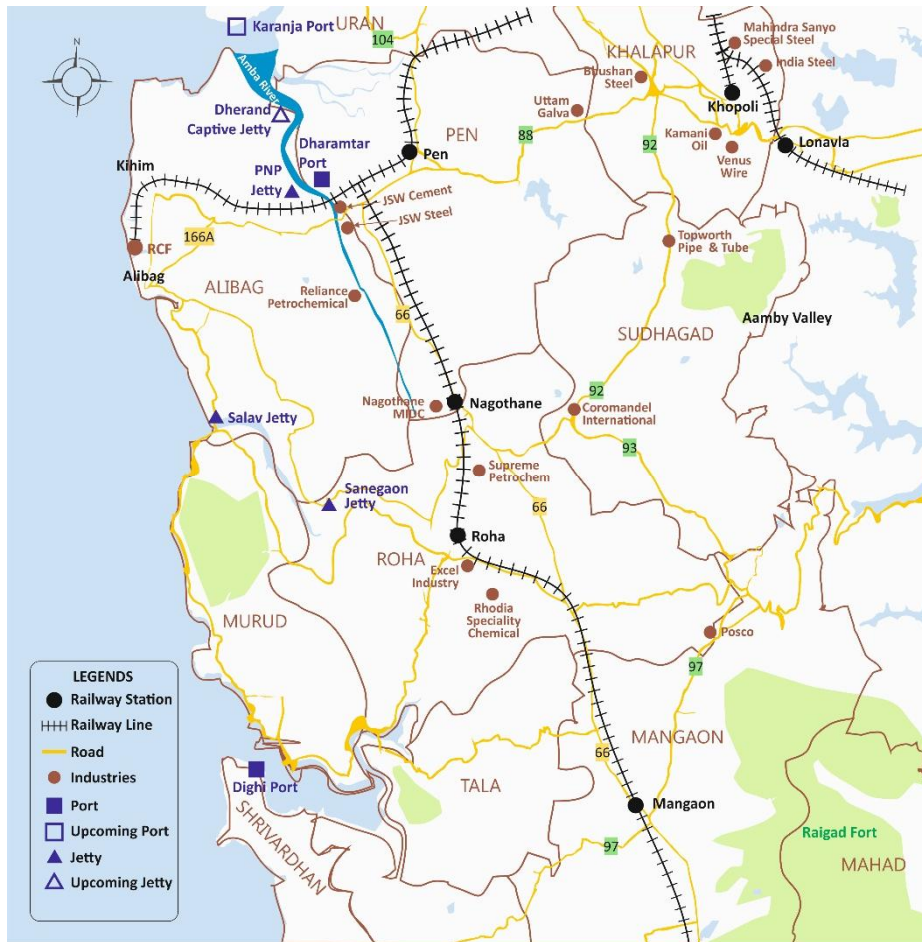 Karanja Port
URAN
104
N
Amba River
Dherand
Captive Jetty
Dharamtar
Port
PNP
Jetty
Kihim
Pen
PEN
88
Uttam
Galva
Bhushan
Steel
KHALAPUR
Mahindra Sanyo
Special Steel
India Steel
Khopoli
92
Kamani
Oil
Venus
Wire
Lonavla
JSW Cement
JSW Steel
166A
RCF
Alibag
ALIBAG
Reliance
Petrochemical
66
Topworth
Pipe & Tube
Aamby Valley
SUDHAGAD
92
Nagothane
MIDC
Nagothane
Coromandel
International
93
Salav Jetty
Supreme
Petrochem
66
Sanegaon
Jetty
Roha
ROHA
Excel
Industry
Rhodia
Speciality
Chemical
MURUD
Posco
97
MANGAON
66
TALA
Mangaon
97
Raigad Fort
MAHAD
Dighi Port
SHRIVARDHAN
LEGENDS
Railway Station
Railway Line
Road
Industries
Port
Upcoming Port
Jetty
Upcoming Jetty